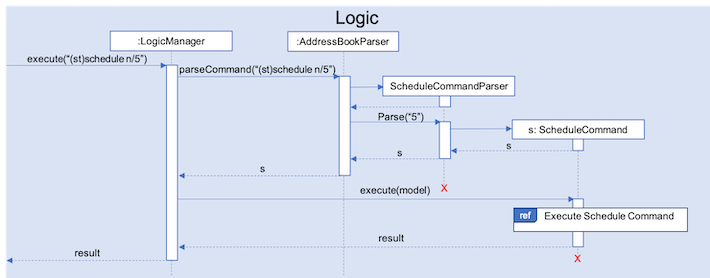 Logic
:LogicManager
:AddressBookParser
execute(“(st)schedule n/5”)
parseCommand(“(st)schedule n/5”)
ScheduleCommandParser
Parse(“5”)
s: ScheduleCommand
s
s
s
X
execute(model)
ref Execute Schedule Command
result
result
X